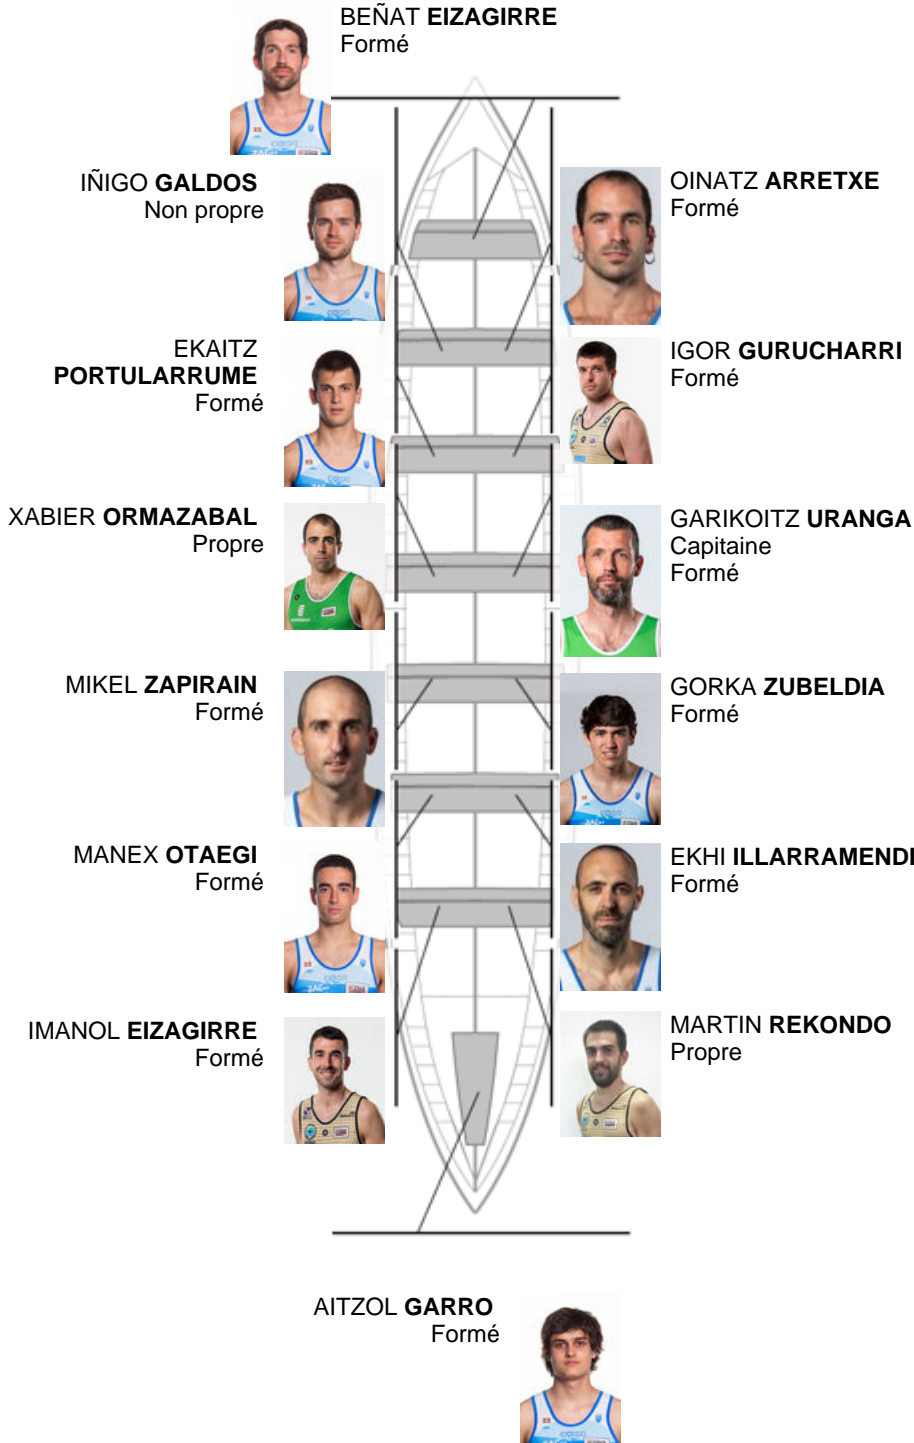 BEÑAT EIZAGIRRE
Formé
IÑIGO GALDOS
Non propre
OINATZ ARRETXE
Formé
EKAITZ
PORTULARRUME
Formé
IGOR GURUCHARRI
Formé
XABIER ORMAZABAL
Propre
GARIKOITZ URANGA
Capitaine
Formé
MIKEL ZAPIRAIN
Formé
GORKA ZUBELDIA
Formé
MANEX OTAEGI
Formé
EKHI ILLARRAMENDI
Formé
IMANOL EIZAGIRRE
Formé
MARTIN REKONDO
Propre
AITZOL GARRO
Formé